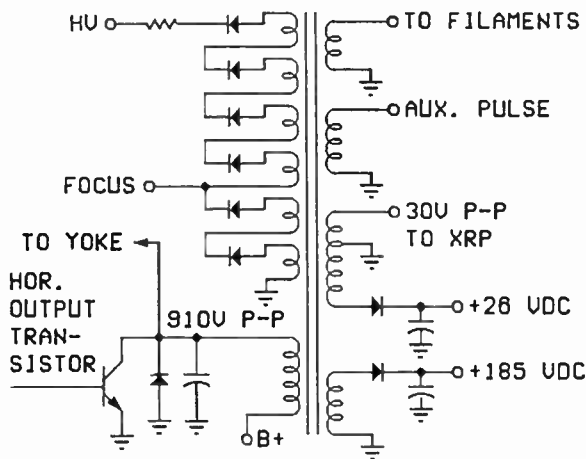 HV
TO FILAMENTS
AUX. PULSE
FOCUS
30V P-P
TO XRP
TO YOKE
HOR.
OUTPUT
TRAN-
SISTOR
910V P-P
+26 VDC
+185 VDC
B+